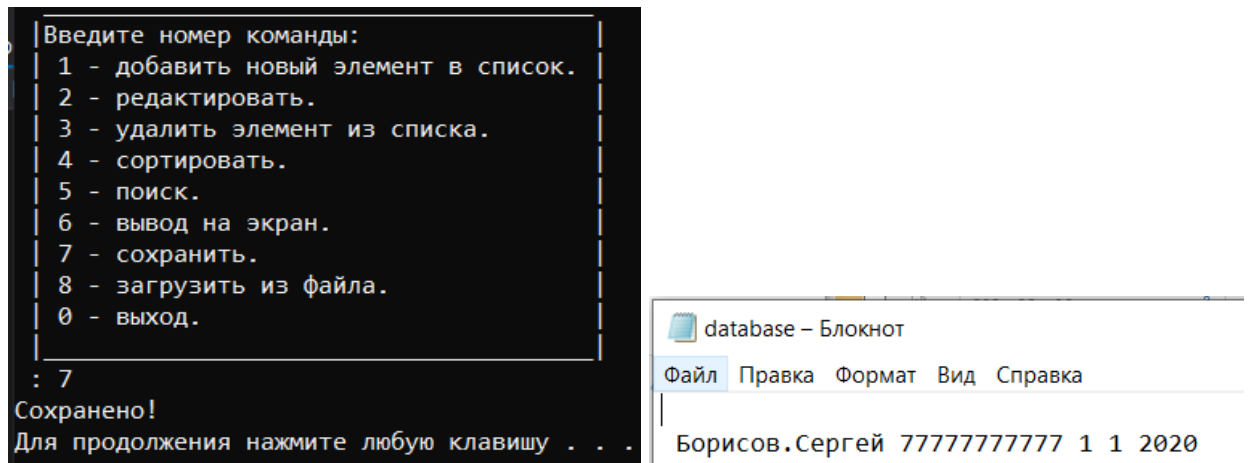 Введите номер команды:
1 - добавить новый элемент в список.
2 - редактировать.
3 - удалить элемент из списка.
4 - сортировать.
5 - поиск.
6 - вывод на экран.
7 - сохранить.
8 - загрузить из файла.
0 - выход.
: 7
Сохранено!
Для продолжения нажмите любую клавишу . . .
database – Блокнот
Файл Правка Формат Вид Справка
Борисов.Сергей 77777777777 1 1 2020